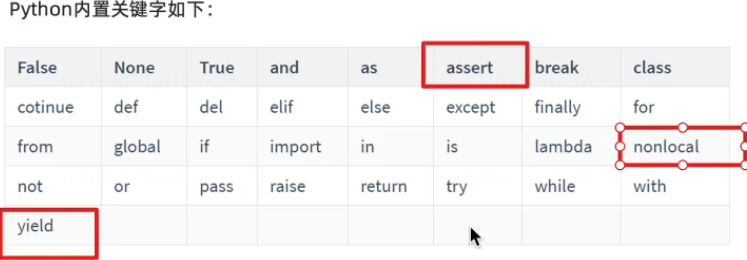 Python内置关键字如下：
False None True and as assert break class
cotinue def del elif else except finally for
from global if import in is lambda nonlocal
not or pass raise return try while with
yield